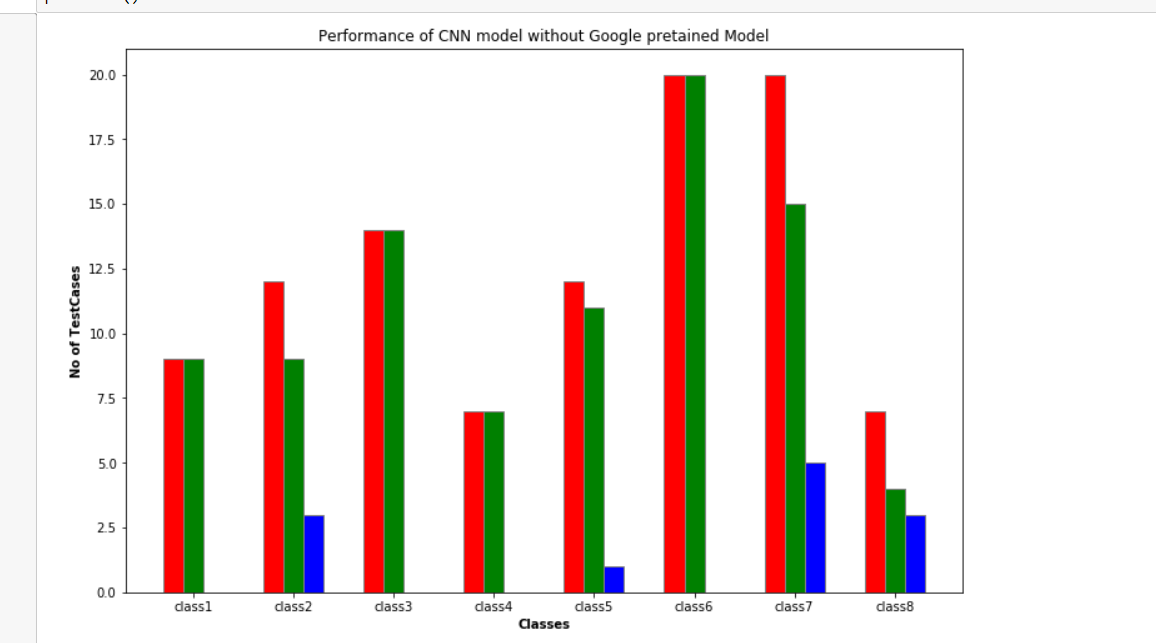 Performance of CNN model without Google pretained Model
20.0
17.5
15.0
12.5
10.0
7.5
5.0
2.5
0.0
No of TestCases
class1 class2 class3 class4 class5 class6 class7 class8
Classes